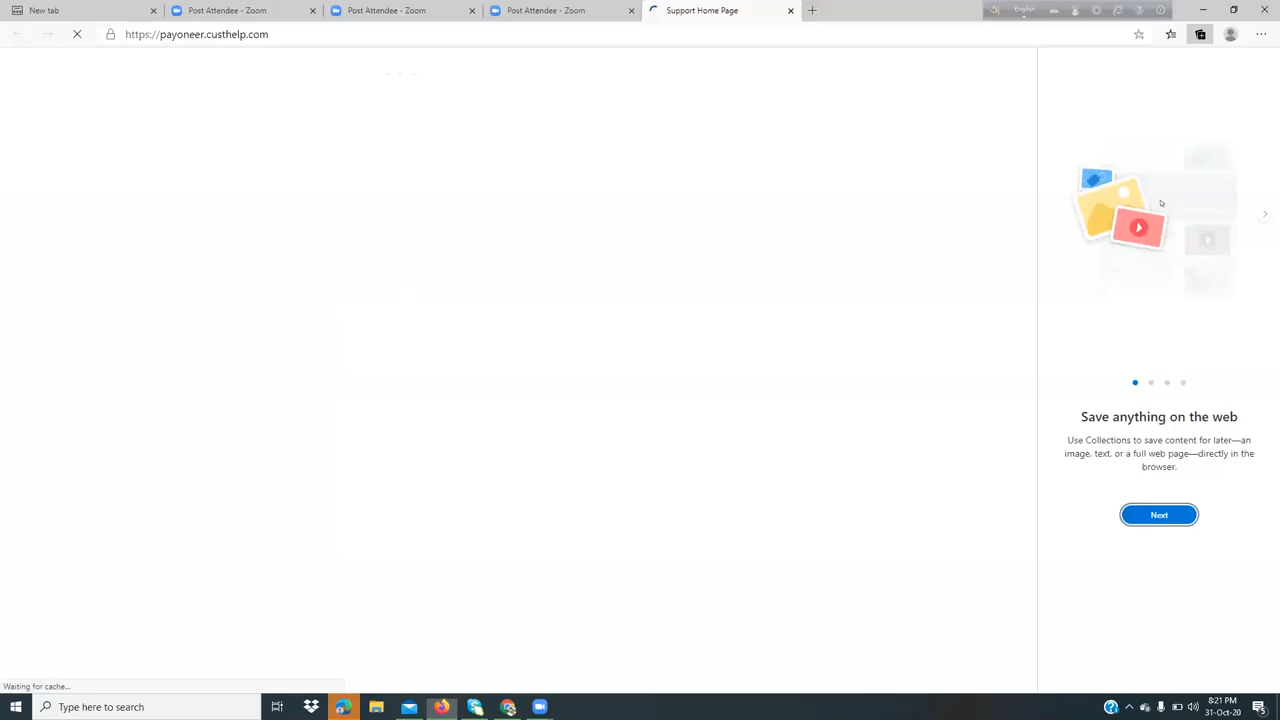 New tab
Post Attendee - Zoom
Post Attendee - Zoom
Post Attendee - Zoom
Support Home Page
English
https://payoneer.custhelp.com
Save anything on the web
Use Collections to save content for later—an
image, text, or a full web page—directly in the
browser.
Next
Waiting for cache...
Type here to search
8:21 PM
31-Oct-20